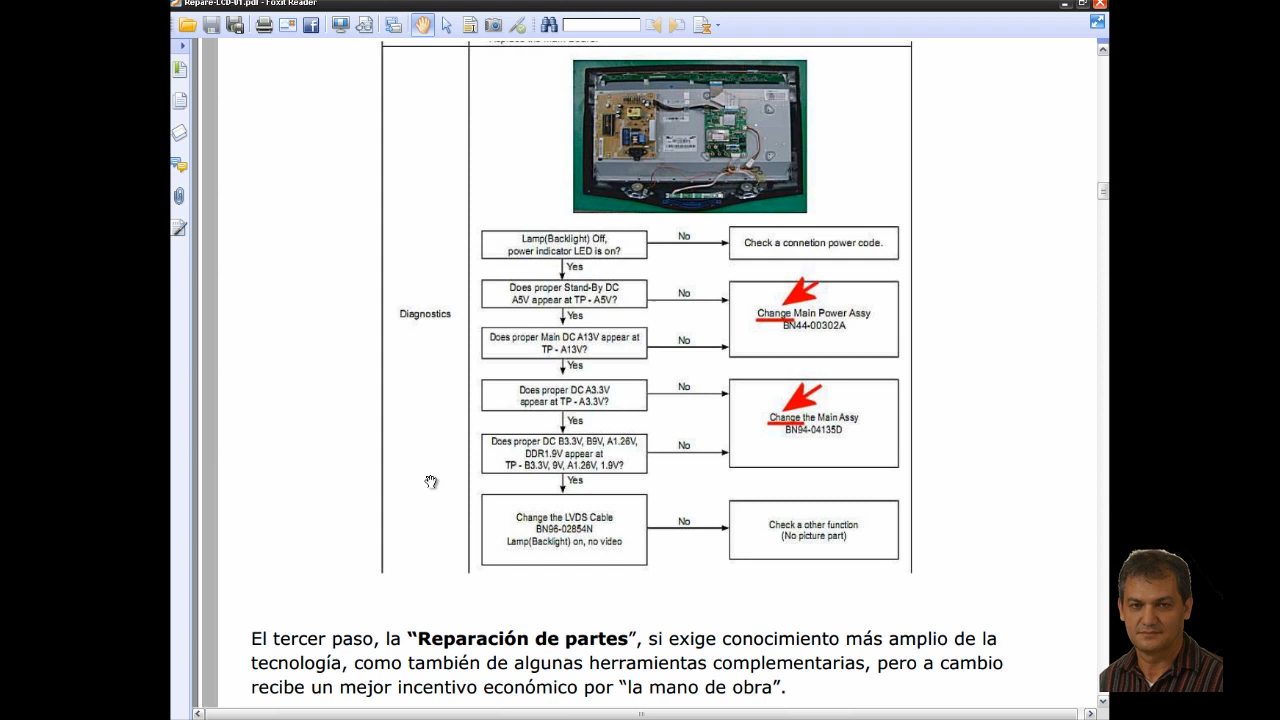 Repare-LCD-01.pdf - Foxit Reader
Lamp(Backlight) Off,
power indicator LED is on?
No
Check a connetion power code.
Yes
Does proper Stand-By DC
A5V appear at TP - A5V?
No
Change Main Power Assy
BN44-00302A
Yes
Diagnostics
Does proper Main DC A13V appear at
TP - A13V?
No
Yes
Does proper DC A3.3V
appear at TP - A3.3V?
No
Change the Main Assy
BN94-04135D
Yes
Does proper DC B3.3V, B9V, A1.26V,
DDR1.9V appear at
TP - B3.3V, 9V, A1.26V, 1.9V?
No
Yes
Change the LVDS Cable
BN96-02854N
Lamp(Backlight) on, no video
No
Check a other function
(No picture part)
El tercer paso, la “Reparación de partes”, si exige conocimiento más amplio de la
tecnología, como también de algunas herramientas complementarias, pero a cambio
recibe un mejor incentivo económico por “la mano de obra”.